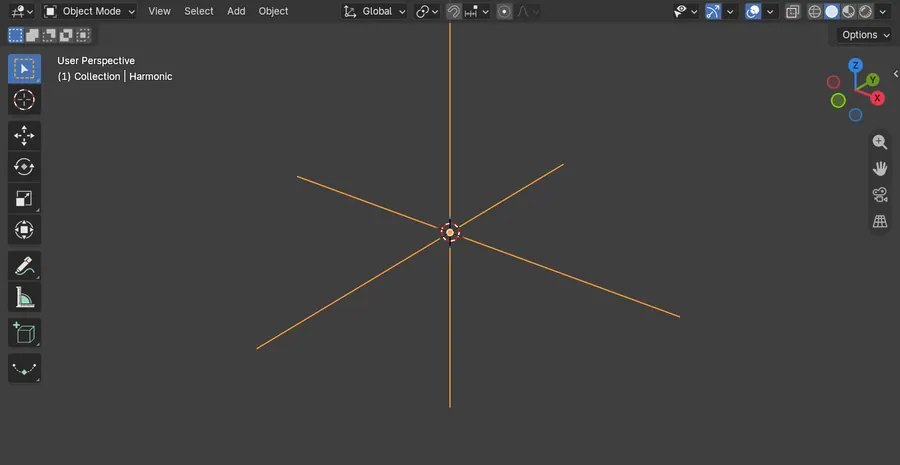 Object Mode View Select Add Object Global
Options
User Perspective
(1) Collection | Harmonic
Z
Y
X